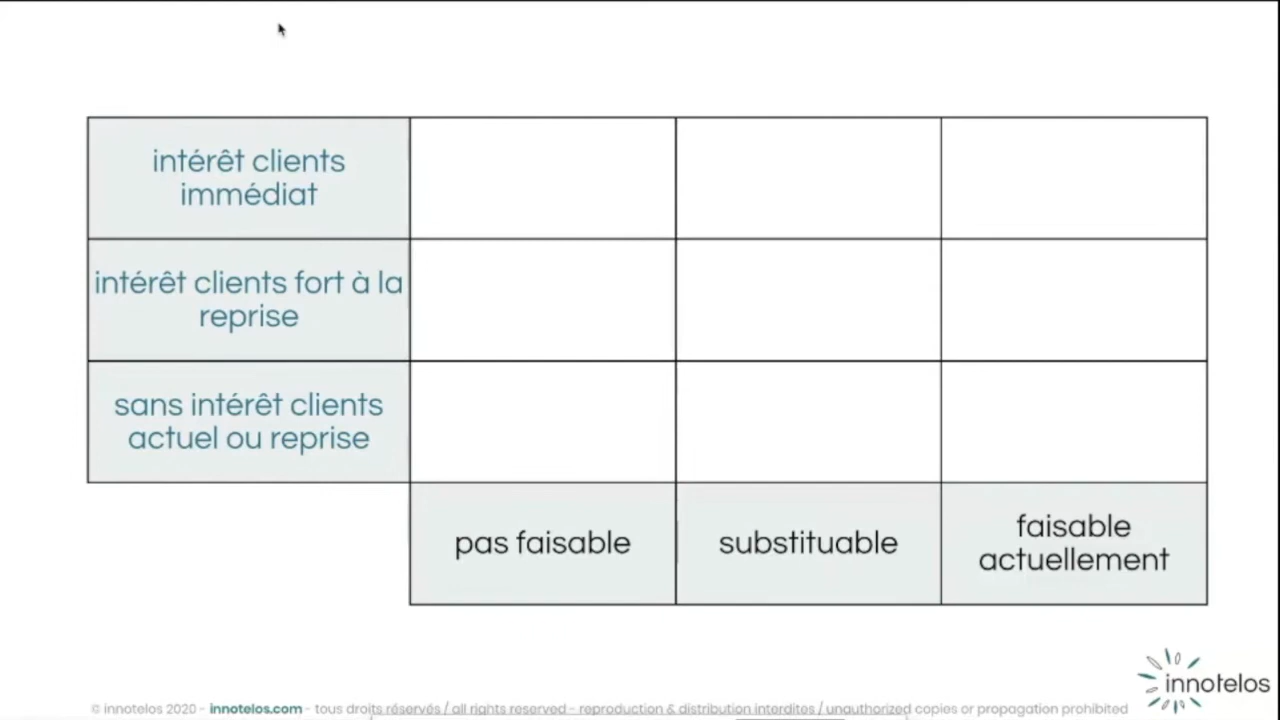 intérêt clients
immédiat
intérêt clients fort à la
reprise
sans intérêt clients
actuel ou reprise
pas faisable
substituable
faisable
actuellement
innotelos
© innotelos 2020 - innotelos.com - tous droits réservés / all rights reserved - reproduction & distribution interdites / unauthorized copies or propagation prohibited